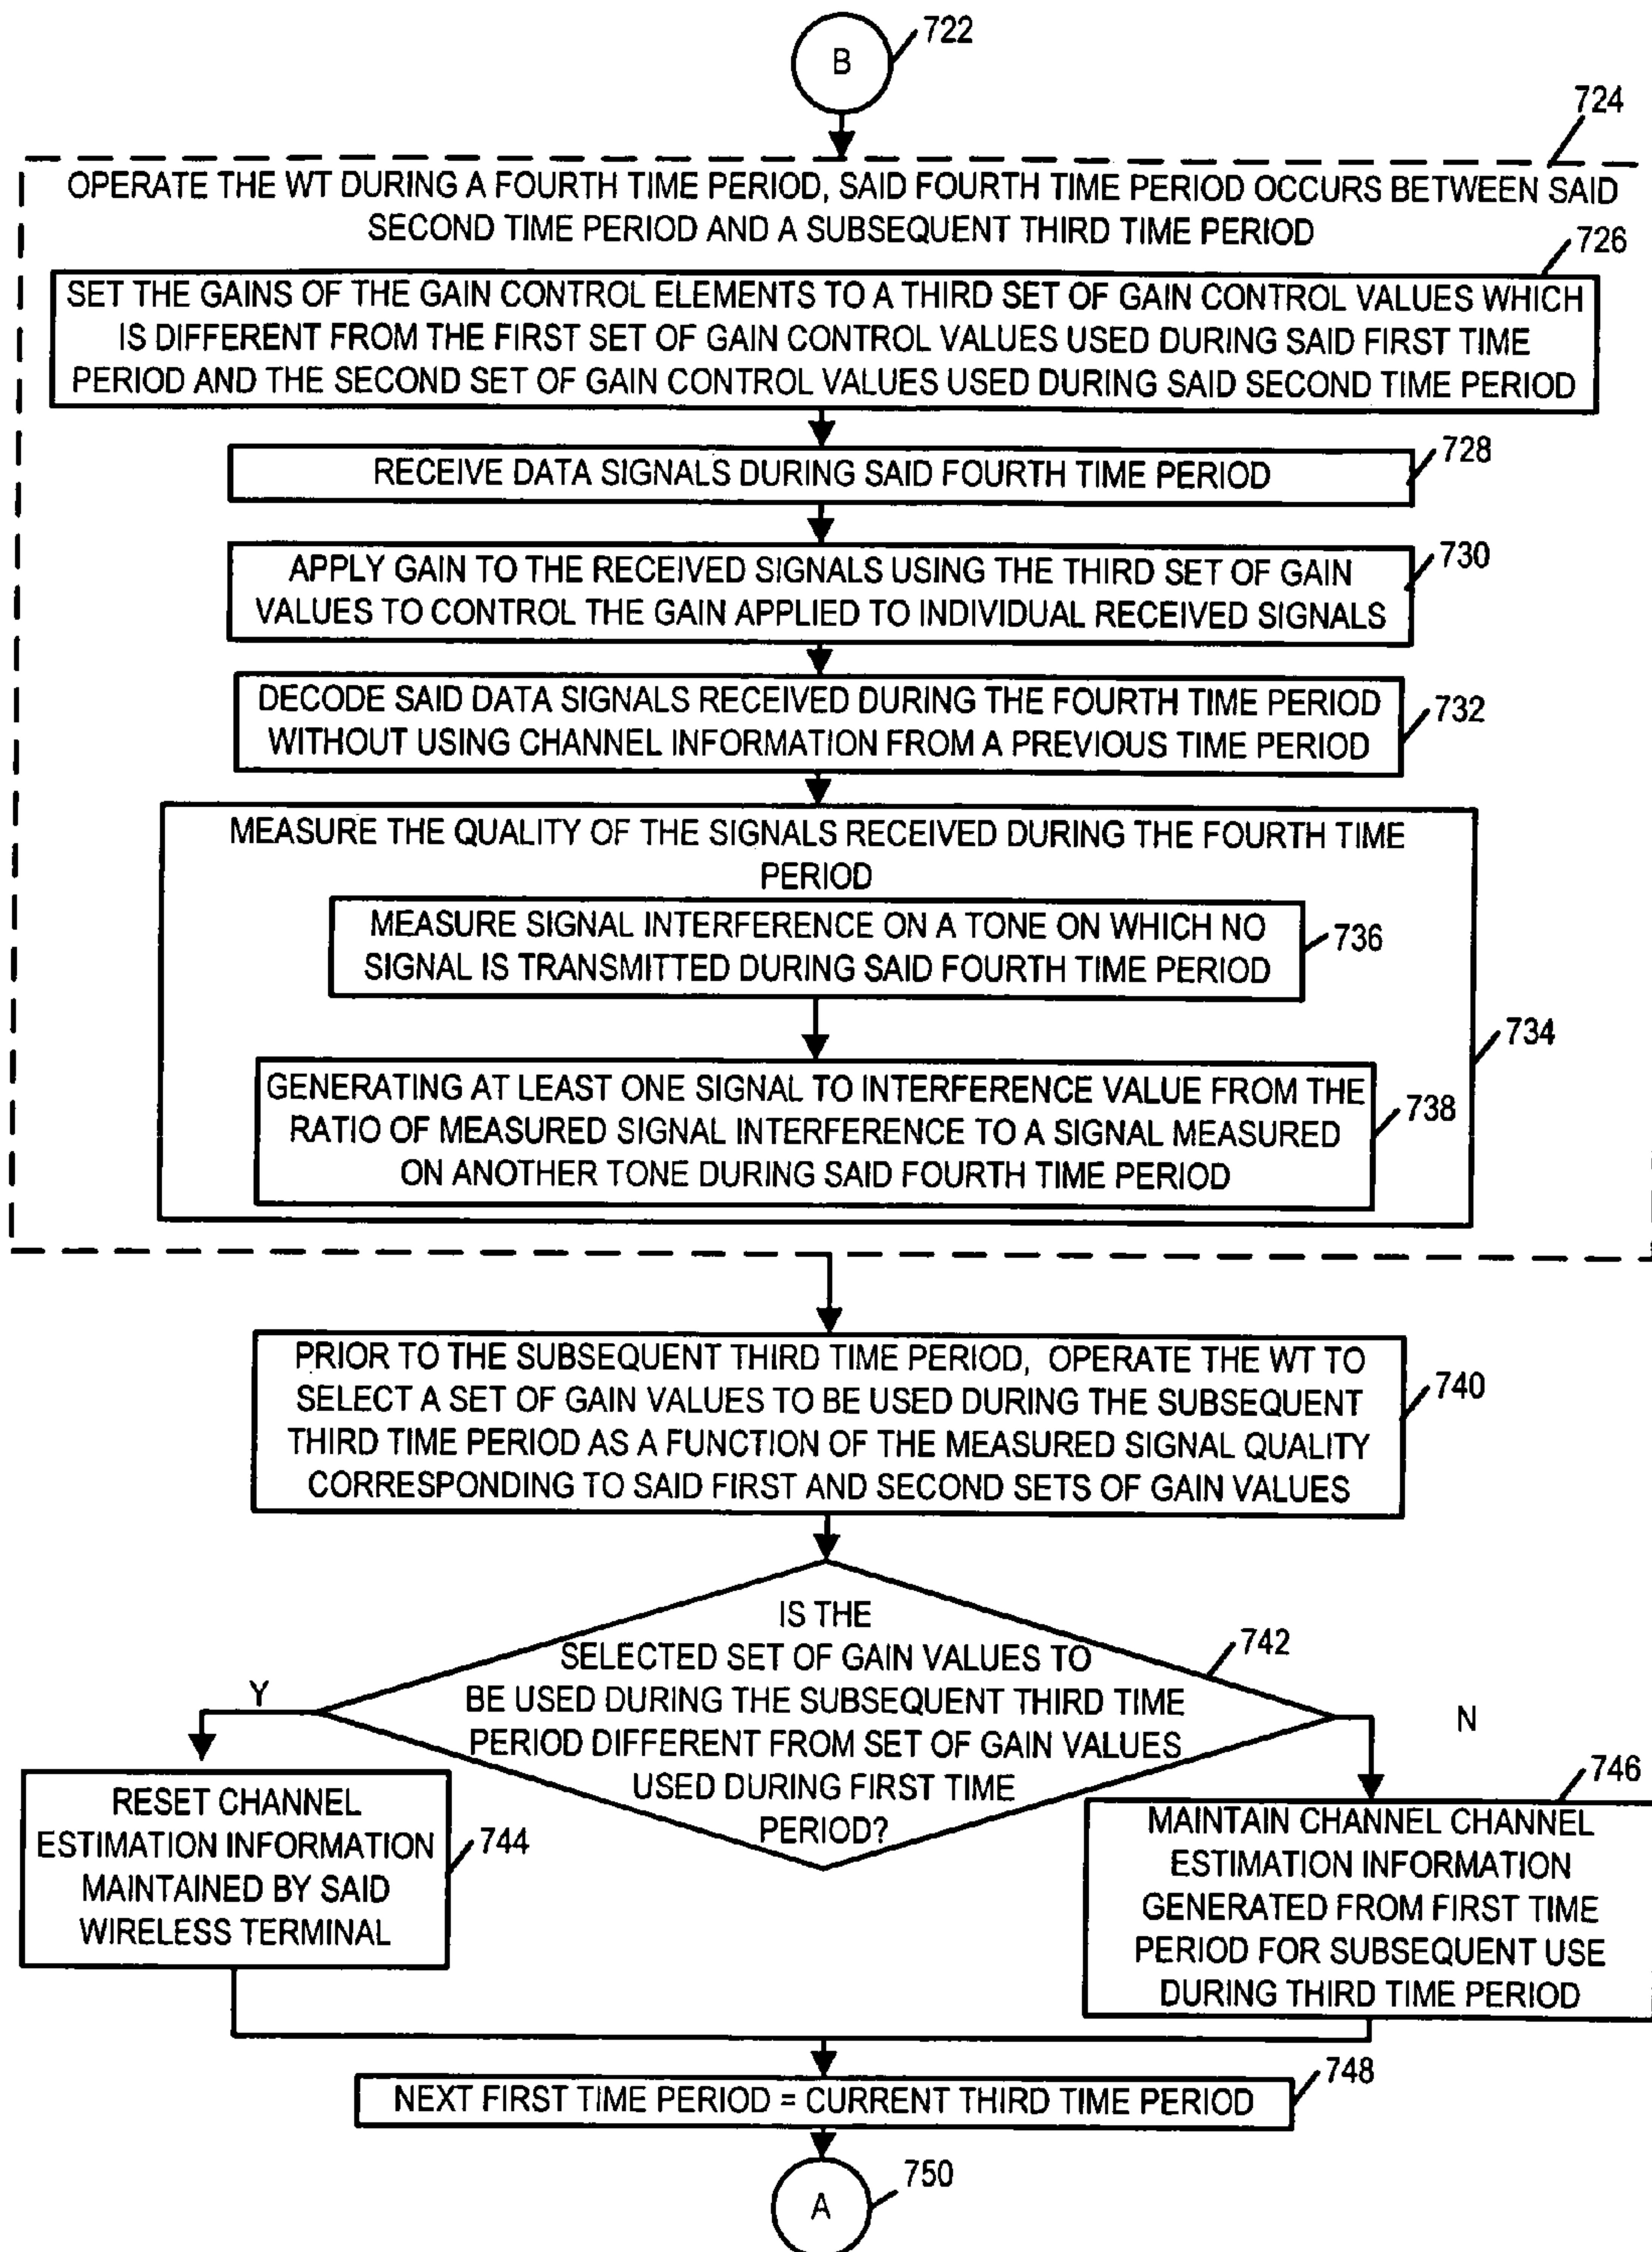 B
722
724
OPERATE THE WT DURING A FOURTH TIME PERIOD, SAID FOURTH TIME PERIOD OCCURS BETWEEN SAID
SECOND TIME PERIOD AND A SUBSEQUENT THIRD TIME PERIOD
726
SET THE GAINS OF THE GAIN CONTROL ELEMENTS TO A THIRD SET OF GAIN CONTROL VALUES WHICH
IS DIFFERENT FROM THE FIRST SET OF GAIN CONTROL VALUES USED DURING SAID FIRST TIME
PERIOD AND THE SECOND SET OF GAIN CONTROL VALUES USED DURING SAID SECOND TIME PERIOD
RECEIVE DATA SIGNALS DURING SAID FOURTH TIME PERIOD
728
APPLY GAIN TO THE RECEIVED SIGNALS USING THE THIRD SET OF GAIN
VALUES TO CONTROL THE GAIN APPLIED TO INDIVIDUAL RECEIVED SIGNALS
730
DECODE SAID DATA SIGNALS RECEIVED DURING THE FOURTH TIME PERIOD
WITHOUT USING CHANNEL INFORMATION FROM A PREVIOUS TIME PERIOD
732
MEASURE THE QUALITY OF THE SIGNALS RECEIVED DURING THE FOURTH TIME
PERIOD
MEASURE SIGNAL INTERFERENCE ON A TONE ON WHICH NO
SIGNAL IS TRANSMITTED DURING SAID FOURTH TIME PERIOD
736
734
GENERATING AT LEAST ONE SIGNAL TO INTERFERENCE VALUE FROM THE
RATIO OF MEASURED SIGNAL INTERFERENCE TO A SIGNAL MEASURED
ON ANOTHER TONE DURING SAID FOURTH TIME PERIOD
738
PRIOR TO THE SUBSEQUENT THIRD TIME PERIOD, OPERATE THE WT TO
SELECT A SET OF GAIN VALUES TO BE USED DURING THE SUBSEQUENT
THIRD TIME PERIOD AS A FUNCTION OF THE MEASURED SIGNAL QUALITY
CORRESPONDING TO SAID FIRST AND SECOND SETS OF GAIN VALUES
740
IS THE
SELECTED SET OF GAIN VALUES TO
BE USED DURING THE SUBSEQUENT THIRD TIME
PERIOD DIFFERENT FROM SET OF GAIN VALUES
USED DURING FIRST TIME
PERIOD?
742
Y
N
RESET CHANNEL
ESTIMATION INFORMATION
MAINTAINED BY SAID
WIRELESS TERMINAL
744
746
MAINTAIN CHANNEL CHANNEL
ESTIMATION INFORMATION
GENERATED FROM FIRST TIME
PERIOD FOR SUBSEQUENT USE
DURING THIRD TIME PERIOD
NEXT FIRST TIME PERIOD = CURRENT THIRD TIME PERIOD
748
A
750